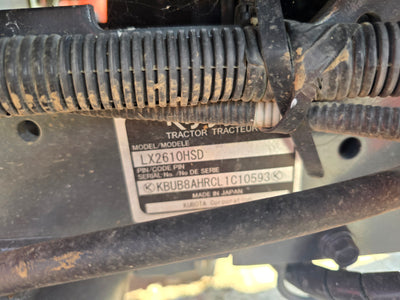 TRACTOR TRACTEUR
MODEL/MODELE
LX2610HSD
PIN/CODE PIN
SERIAL No./No DE SERIE
KBUB8AHRCL1C10593
MADE IN JAPAN
KUBOTA Corporation